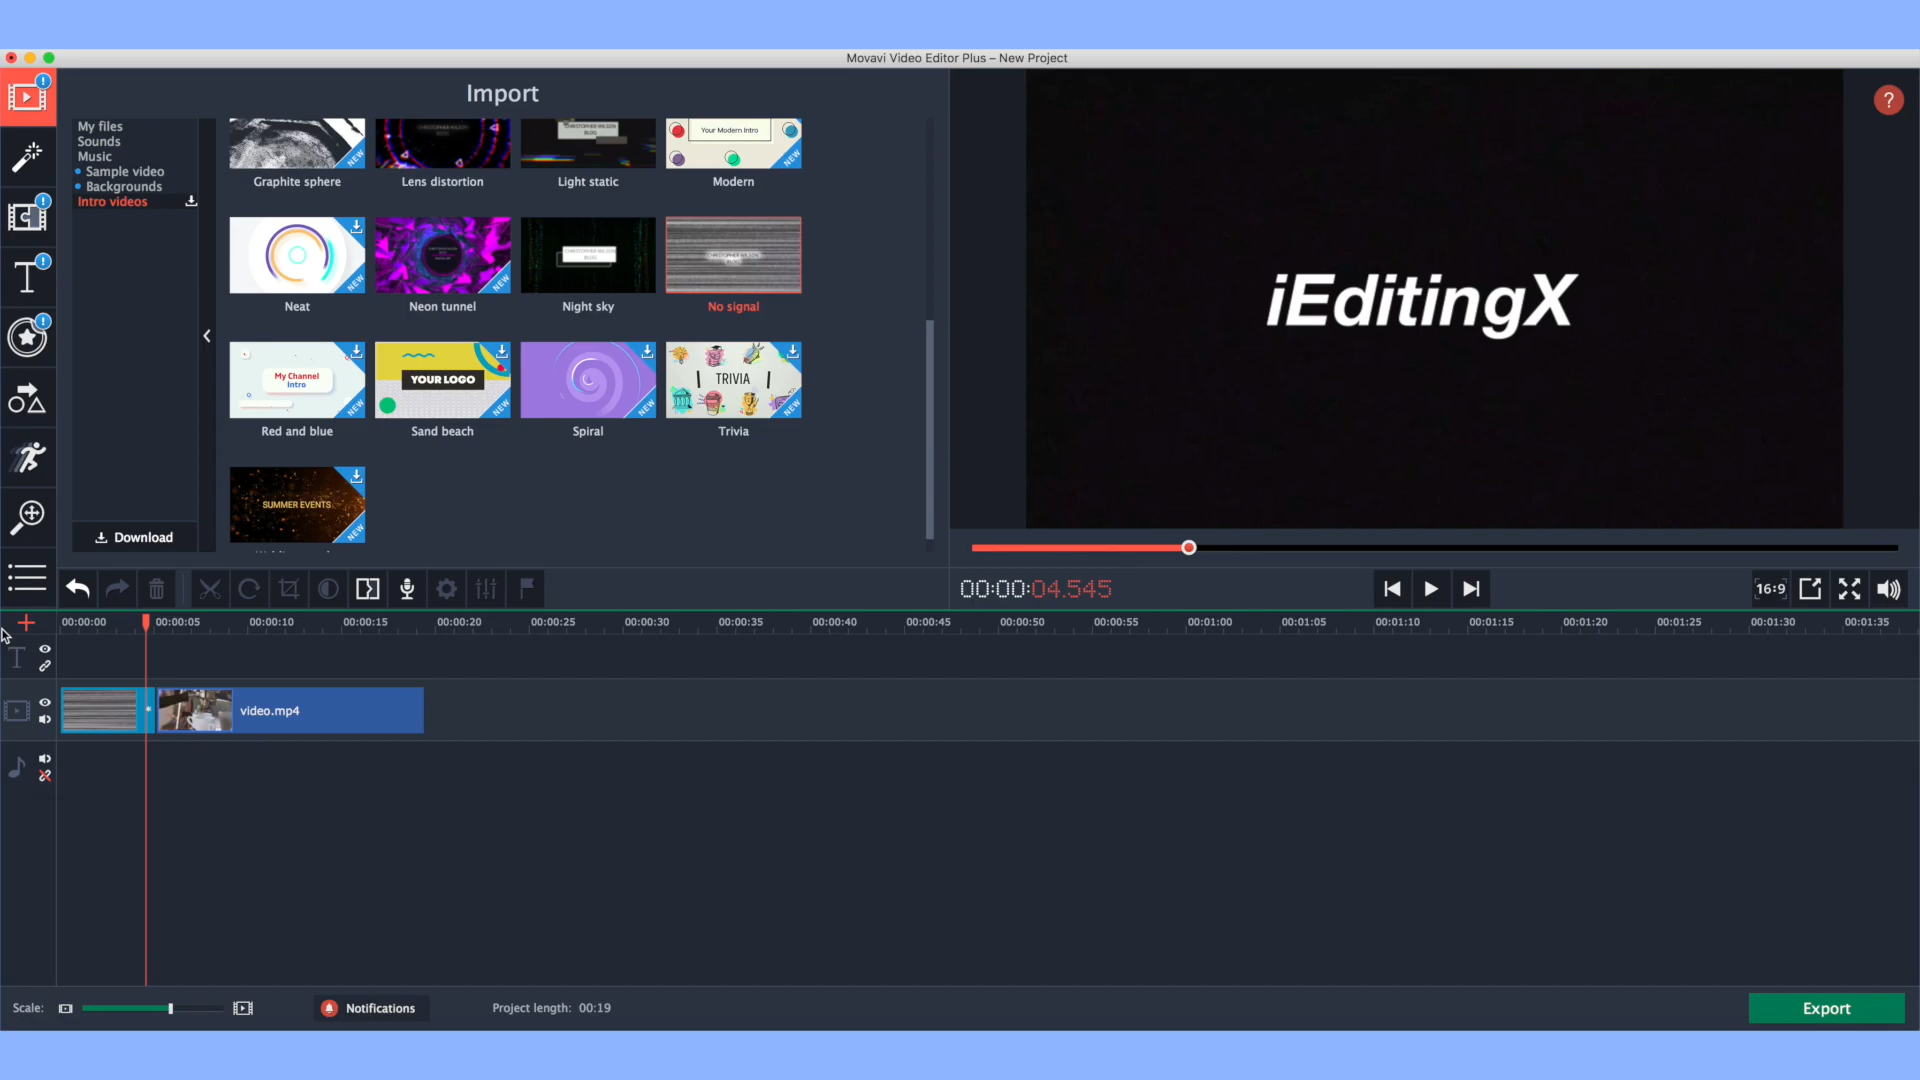 Movavi Video Editor Plus – New Project
Import
?
My files
Sounds
Music
Sample video
Backgrounds
Intro videos
Download
Your Modern Intro
NEW
NEW
Graphite sphere
Lens distortion
Light static
Modern
CHRISTOPHER WILSON
BLOG
NEW
NEW
Neat
Neon tunnel
Night sky
No signal
My Channel
Intro
YOUR LOGO
TRIVIA
NEW
NEW
NEW
NEW
Red and blue
Sand beach
Spiral
Trivia
SUMMER EVENTS
NEW
iEditingX
00:00:04.545
16:9
00:00:00
00:00:05
00:00:10
00:00:15
00:00:20
00:00:25
00:00:30
00:00:35
00:00:40
00:00:45
00:00:50
00:00:55
00:01:00
00:01:05
00:01:10
00:01:15
00:01:20
00:01:25
00:01:30
00:01:35
video.mp4
Scale:
Notifications
Project length: 00:19
Export